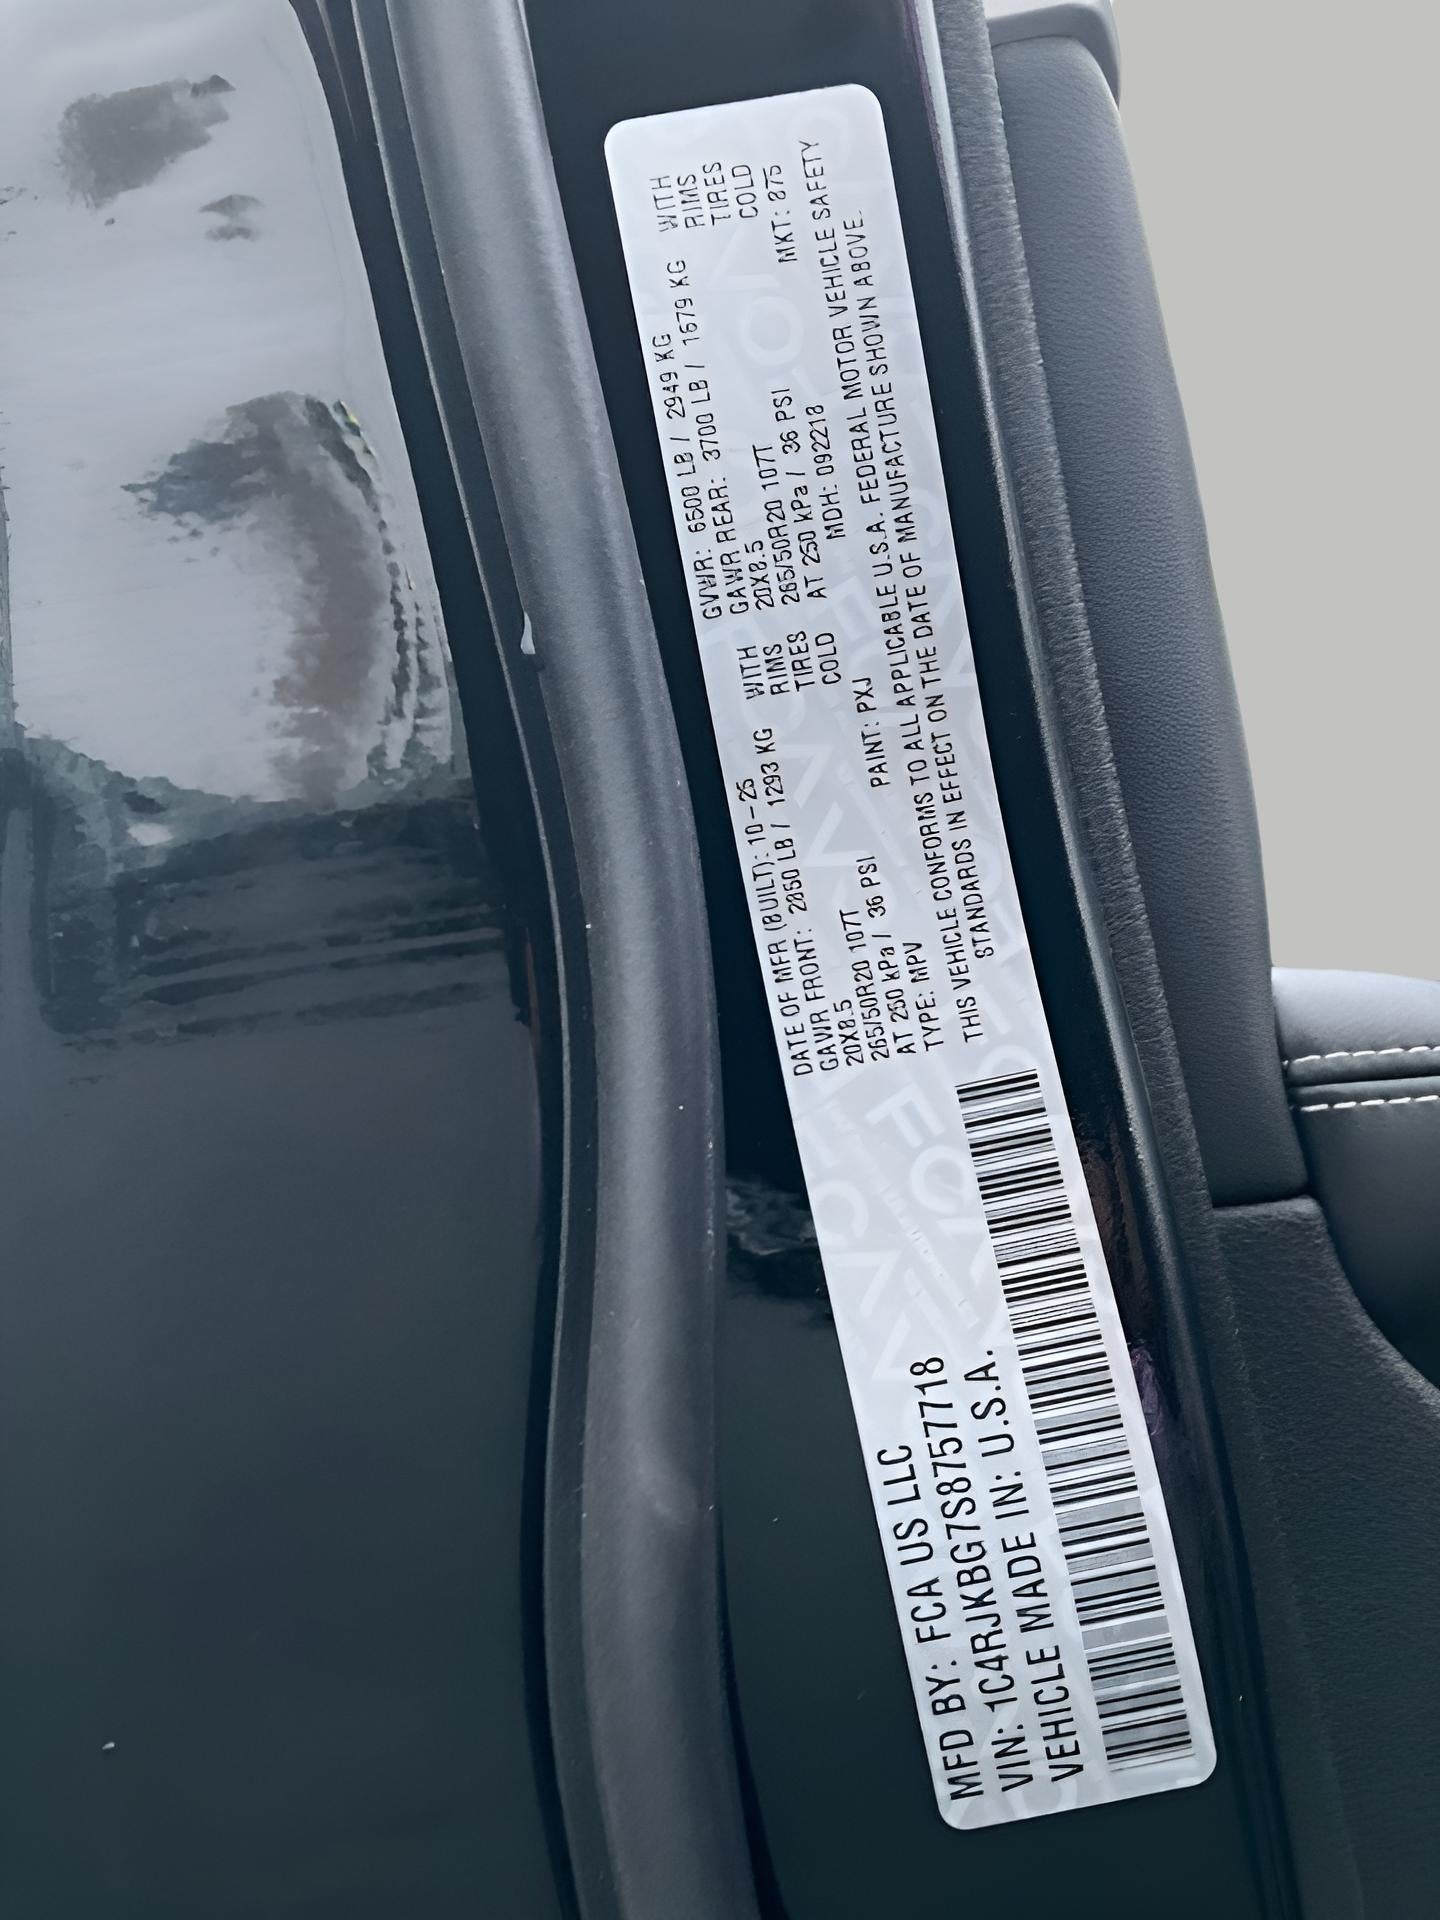 MFD BY: FCA US LLC
VIN: 1C4RJKBG7S8757718
VEHICLE MADE IN: U.S.A.
DATE OF MFR (BUILT): 10-25
GAWR FRONT: 2850 LB / 1293 KG WITH
20X8.5 RIMS
265/50R20 107T TIRES
AT 250 kPa / 36 PSI COLD
TYPE: MPV PAINT: PXJ
GVWR: 6500 LB / 2949 KG
GAWR REAR: 3700 LB / 1679 KG WITH
20X8.5 RIMS
265/50R20 107T TIRES
AT 250 kPa / 36 PSI COLD
MDH: 092218 MKT: 875
THIS VEHICLE CONFORMS TO ALL APPLICABLE U.S.A. FEDERAL MOTOR VEHICLE SAFETY
STANDARDS IN EFFECT ON THE DATE OF MANUFACTURE SHOWN ABOVE.